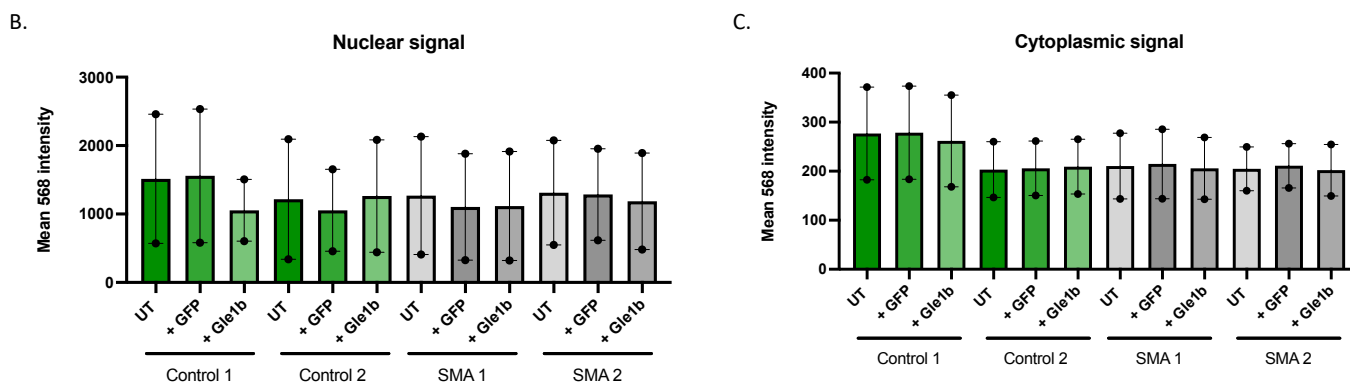 B.
Nuclear signal
Mean 568 intensity
3000
2000
1000
0
UT
+ GFP
+ Gle1b
UT
+ GFP
+ Gle1b
UT
+ GFP
+ Gle1b
UT
+ GFP
+ Gle1b
Control 1
Control 2
SMA 1
SMA 2
C.
Cytoplasmic signal
Mean 568 intensity
400
300
200
100
0
UT
+ GFP
+ Gle1b
UT
+ GFP
+ Gle1b
UT
+ GFP
+ Gle1b
UT
+ GFP
+ Gle1b
Control 1
Control 2
SMA 1
SMA 2